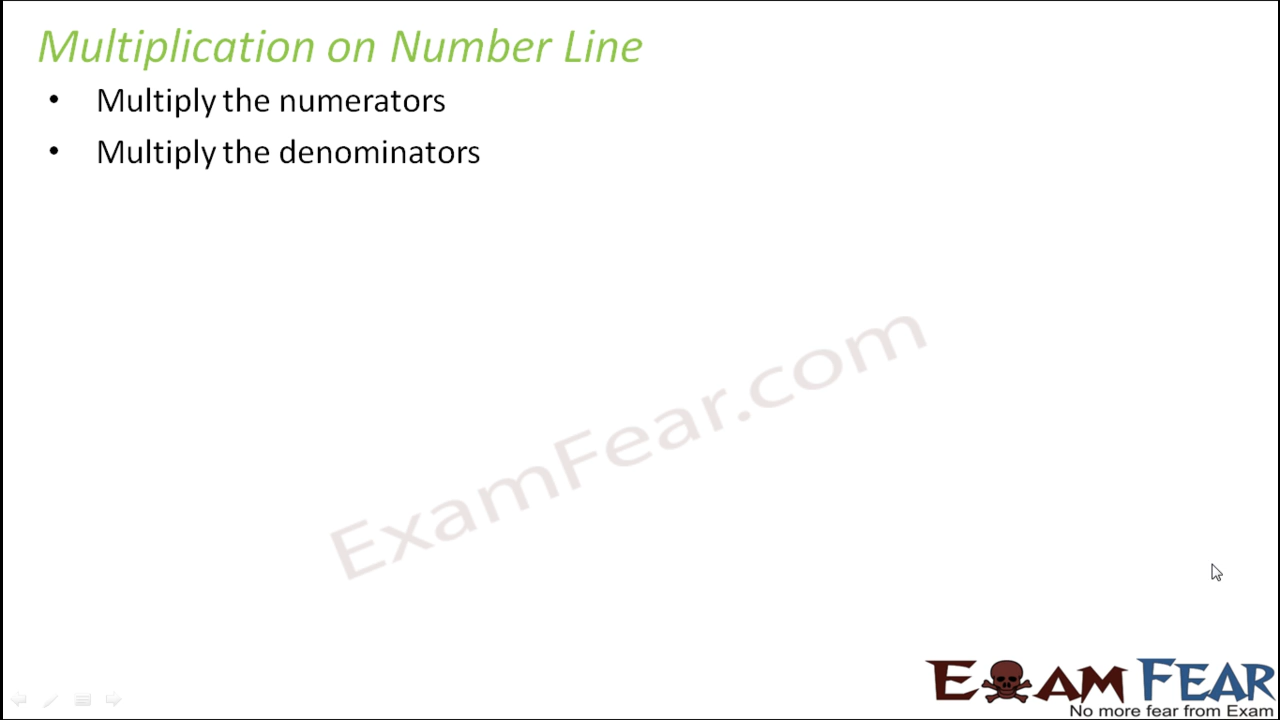 Multiplication on Number Line
• Multiply the numerators
• Multiply the denominators
ExamFear.com
EXAM FEAR
No more fear from Exam